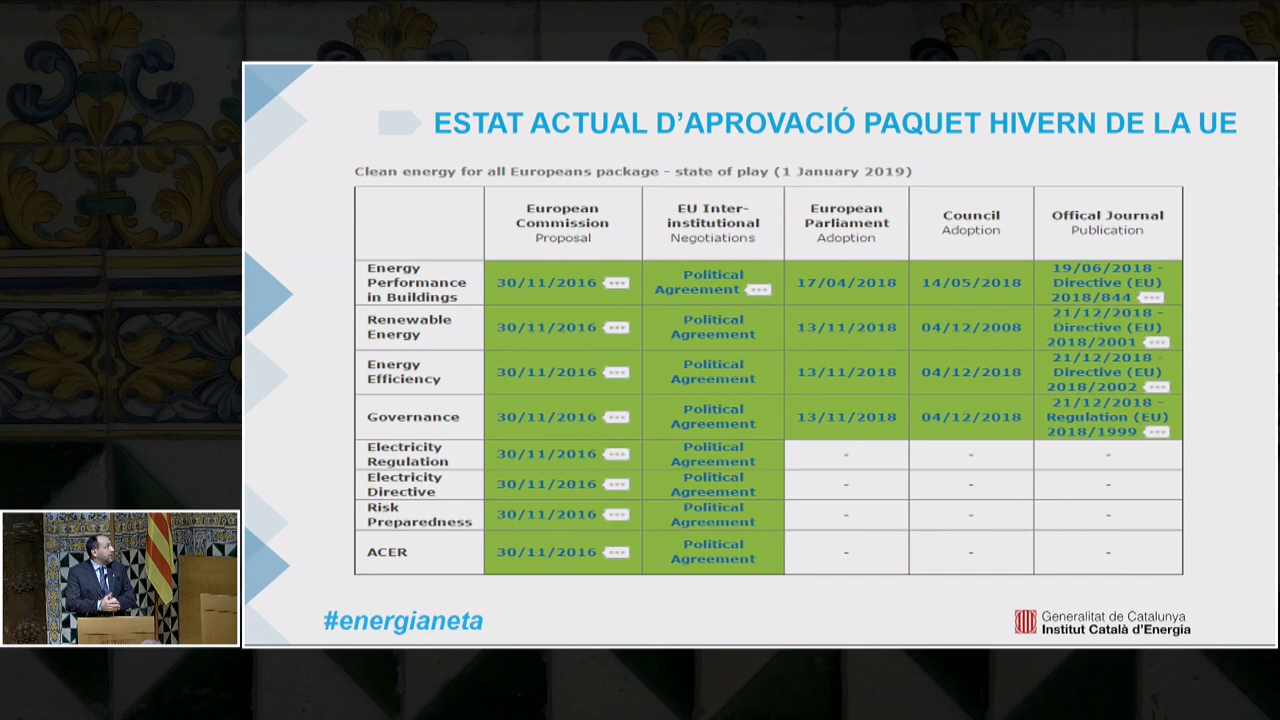 ESTAT ACTUAL D'APROVACIÓ PAQUET HIVERN DE LA UE
Clean energy for all Europeans package - state of play (1 January 2019)
European Commission Proposal
EU Inter-institutional Negotiations
European Parliament Adoption
Council Adoption
Offical Journal Publication
Energy Performance in Buildings
30/11/2016
Political Agreement
17/04/2018
14/05/2018
19/06/2018 - Directive (EU) 2018/844
Renewable Energy
30/11/2016
Political Agreement
13/11/2018
04/12/2008
21/12/2018 - Directive (EU) 2018/2001
Energy Efficiency
30/11/2016
Political Agreement
13/11/2018
04/12/2018
21/12/2018 - Directive (EU) 2018/2002
Governance
30/11/2016
Political Agreement
13/11/2018
04/12/2018
21/12/2018 - Regulation (EU) 2018/1999
Electricity Regulation
30/11/2016
Political Agreement
-
-
-
Electricity Directive
30/11/2016
Political Agreement
-
-
-
Risk Preparedness
30/11/2016
Political Agreement
-
-
-
ACER
30/11/2016
Political Agreement
-
-
-
#energianeta
Generalitat de Catalunya
Institut Català d'Energia